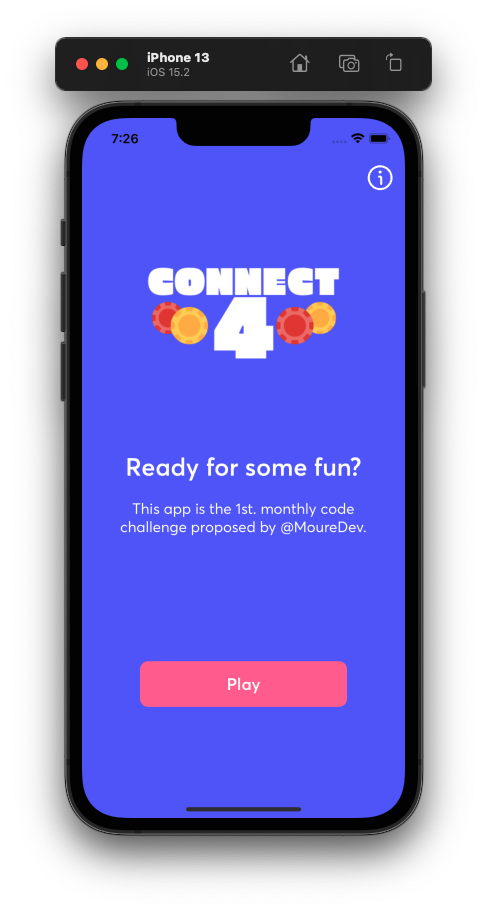 iPhone 13
iOS 15.2
7:26
CONNECT
4
Ready for some fun?
This app is the 1st. monthly code
challenge proposed by @MoureDev.
Play